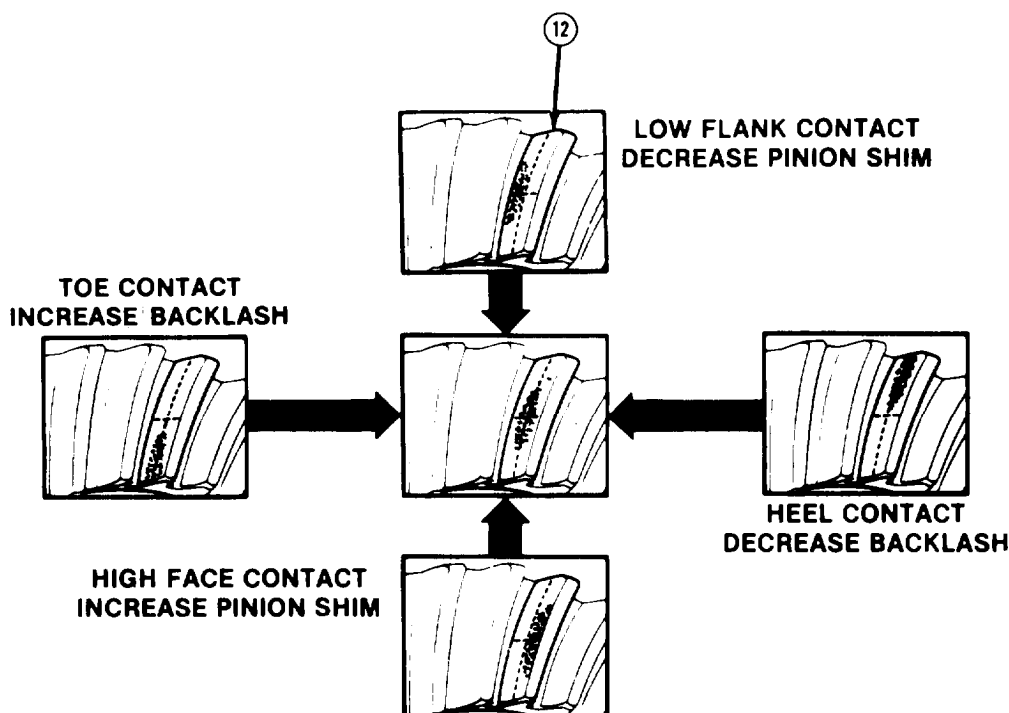 12
LOW FLANK CONTACT
DECREASE PINION SHIM
TOE CONTACT
INCREASE BACKLASH
HEEL CONTACT
DECREASE BACKLASH
HIGH FACE CONTACT
INCREASE PINION SHIM